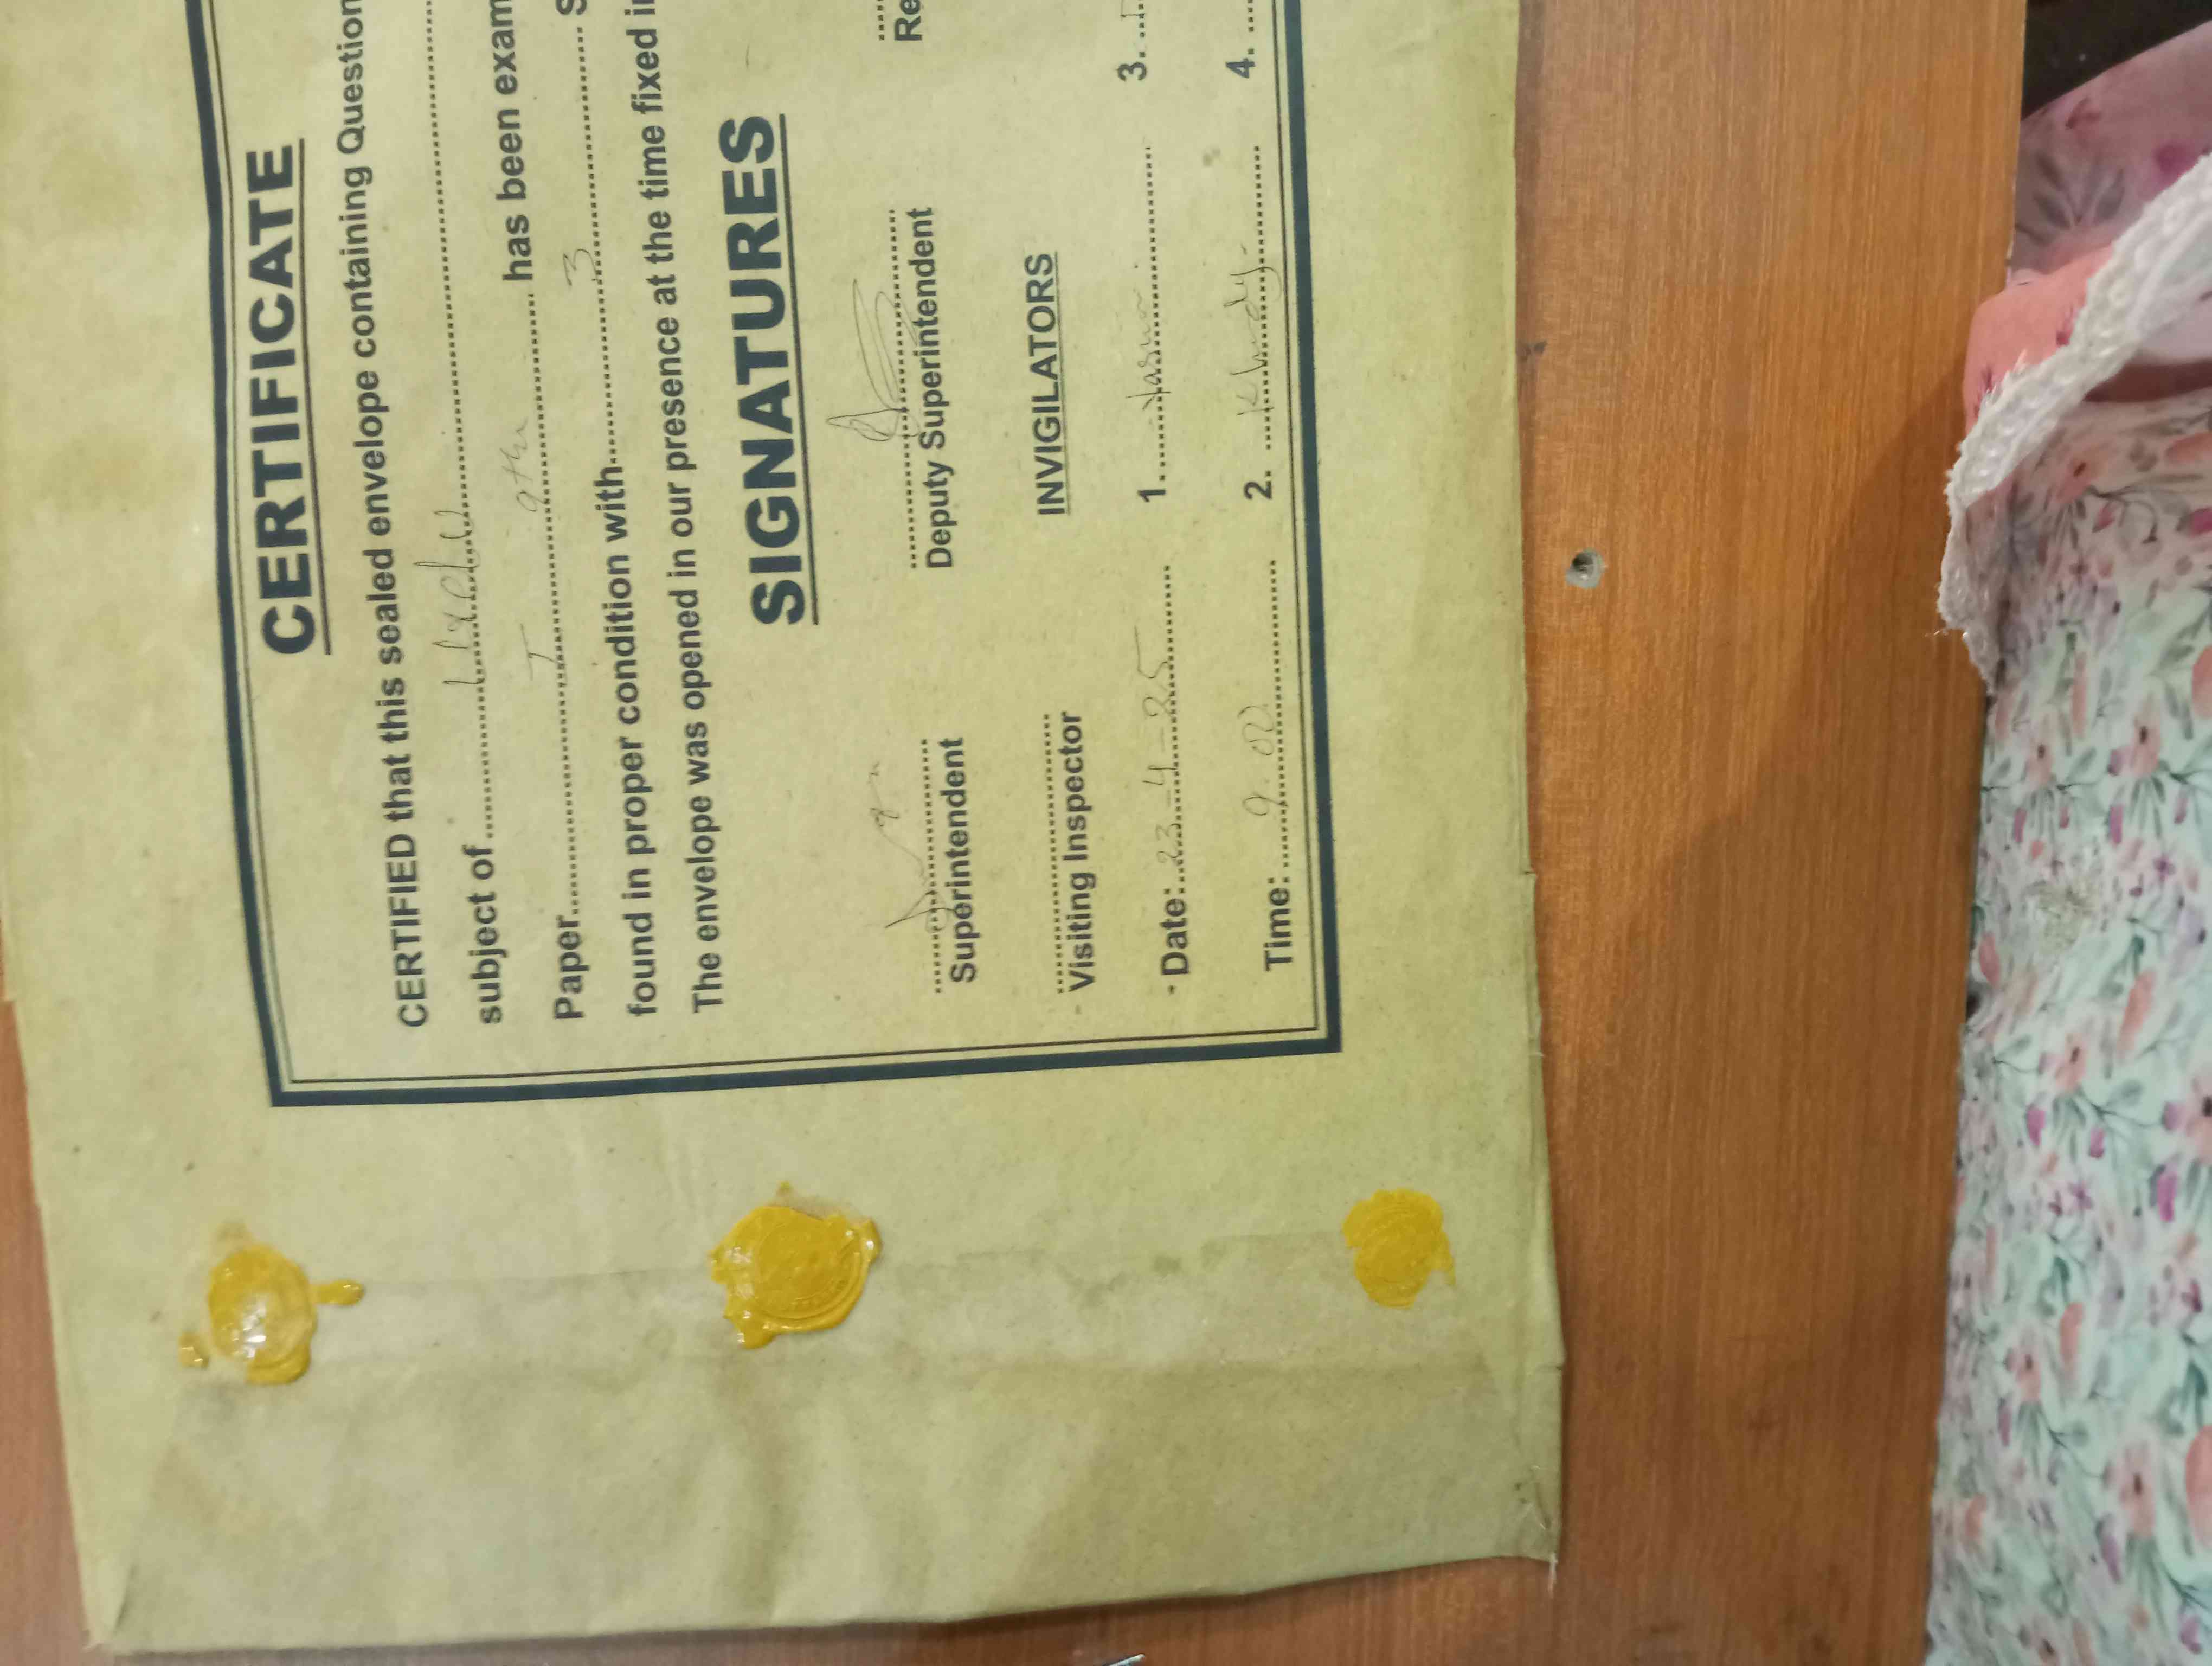 CERTIFICATE
CERTIFIED that this sealed envelope containing Question
subject of
Paper I 9th has been exam
found in proper condition with 3 S
The envelope was opened in our presence at the time fixed i
SIGNATURES
Superintendent Deputy Superintendent Re
Visiting Inspector INVIGILATORS
- Date: 23-4-25 1. 3.
Time: 9:00 2. 4.